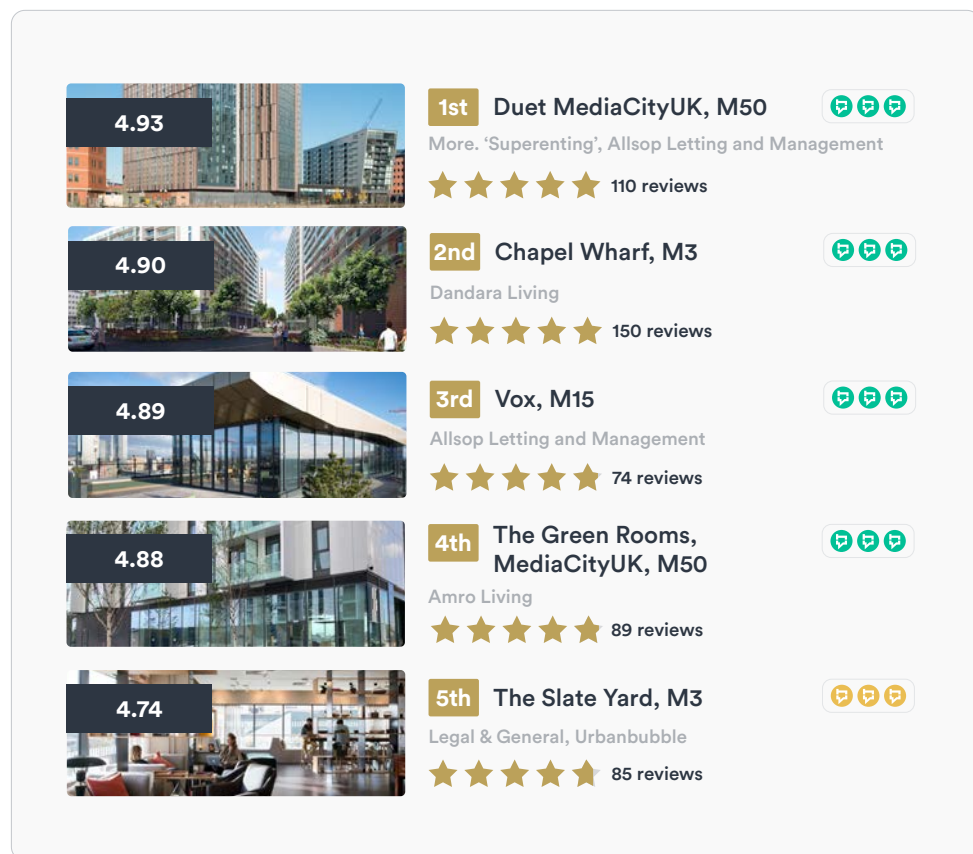 4.93
1st Duet MediaCityUK, M50
More. ‘Superenting’, Allsop Letting and Management
110 reviews
4.90
2nd Chapel Wharf, M3
Dandara Living
150 reviews
4.89
3rd Vox, M15
Allsop Letting and Management
74 reviews
4.88
4th The Green Rooms,
MediaCityUK, M50
Amro Living
89 reviews
4.74
5th The Slate Yard, M3
Legal & General, Urbanbubble
85 reviews